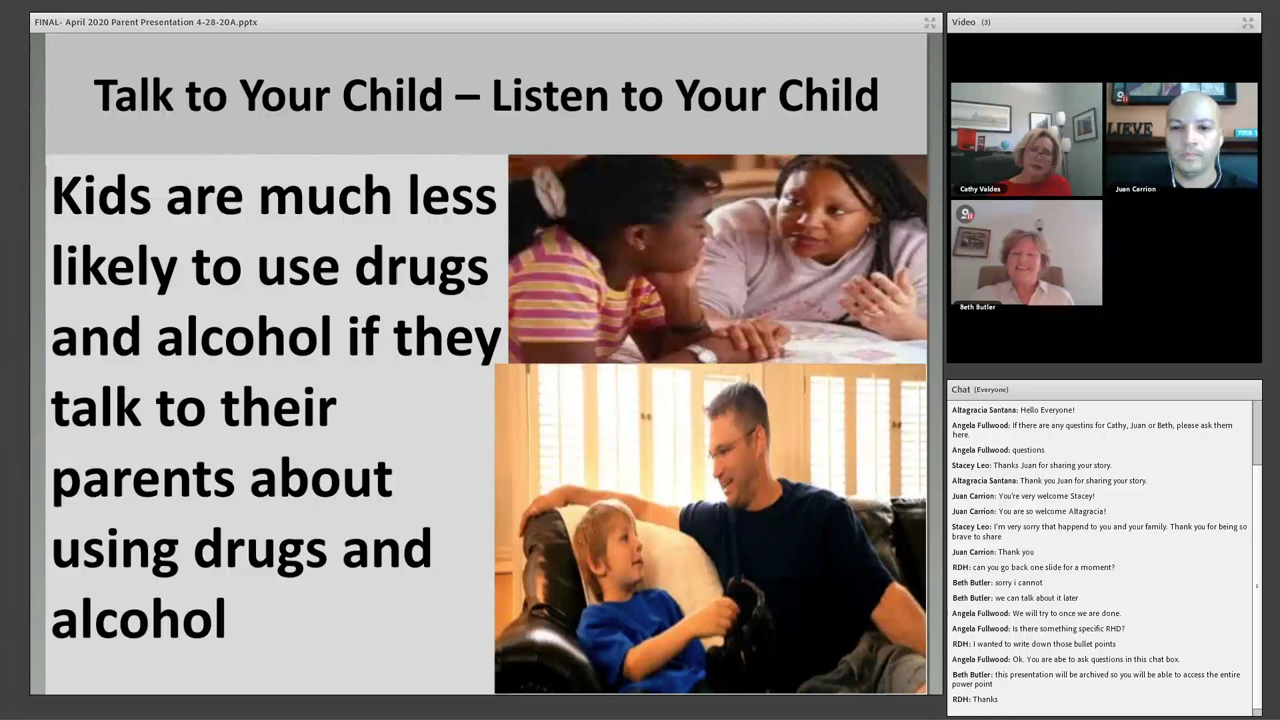 FINAL- April 2020 Parent Presentation 4-28-20A.pptx
Talk to Your Child – Listen to Your Child
Kids are much less
likely to use drugs
and alcohol if they
talk to their
parents about
using drugs and
alcohol
Video (3)
LIEVE
Cathy Valdes
Juan Carrion
Beth Butler
Chat (Everyone)
Altagracia Santana: Hello Everyone!
Angela Fullwood: If there are any questins for Cathy, Juan or Beth, please ask them
here.
Angela Fullwood: questions
Stacey Leo: Thanks Juan for sharing your story.
Altagracia Santana: Thank you Juan for sharing your story.
Juan Carrion: You're very welcome Stacey!
Juan Carrion: You are so welcome Altagracia!
Stacey Leo: I'm very sorry that happend to you and your family. Thank you for being so
brave to share
Juan Carrion: Thank you
RDH: can you go back one slide for a moment?
Beth Butler: sorry i cannot
Beth Butler: we can talk about it later
Angela Fullwood: We will try to once we are done.
Angela Fullwood: Is there something specific RHD?
RDH: I wanted to write down those bullet points
Angela Fullwood: Ok. You are abe to ask questions in this chat box.
Beth Butler: this presentation will be archived so you will be able to access the entire
power point
RDH: Thanks